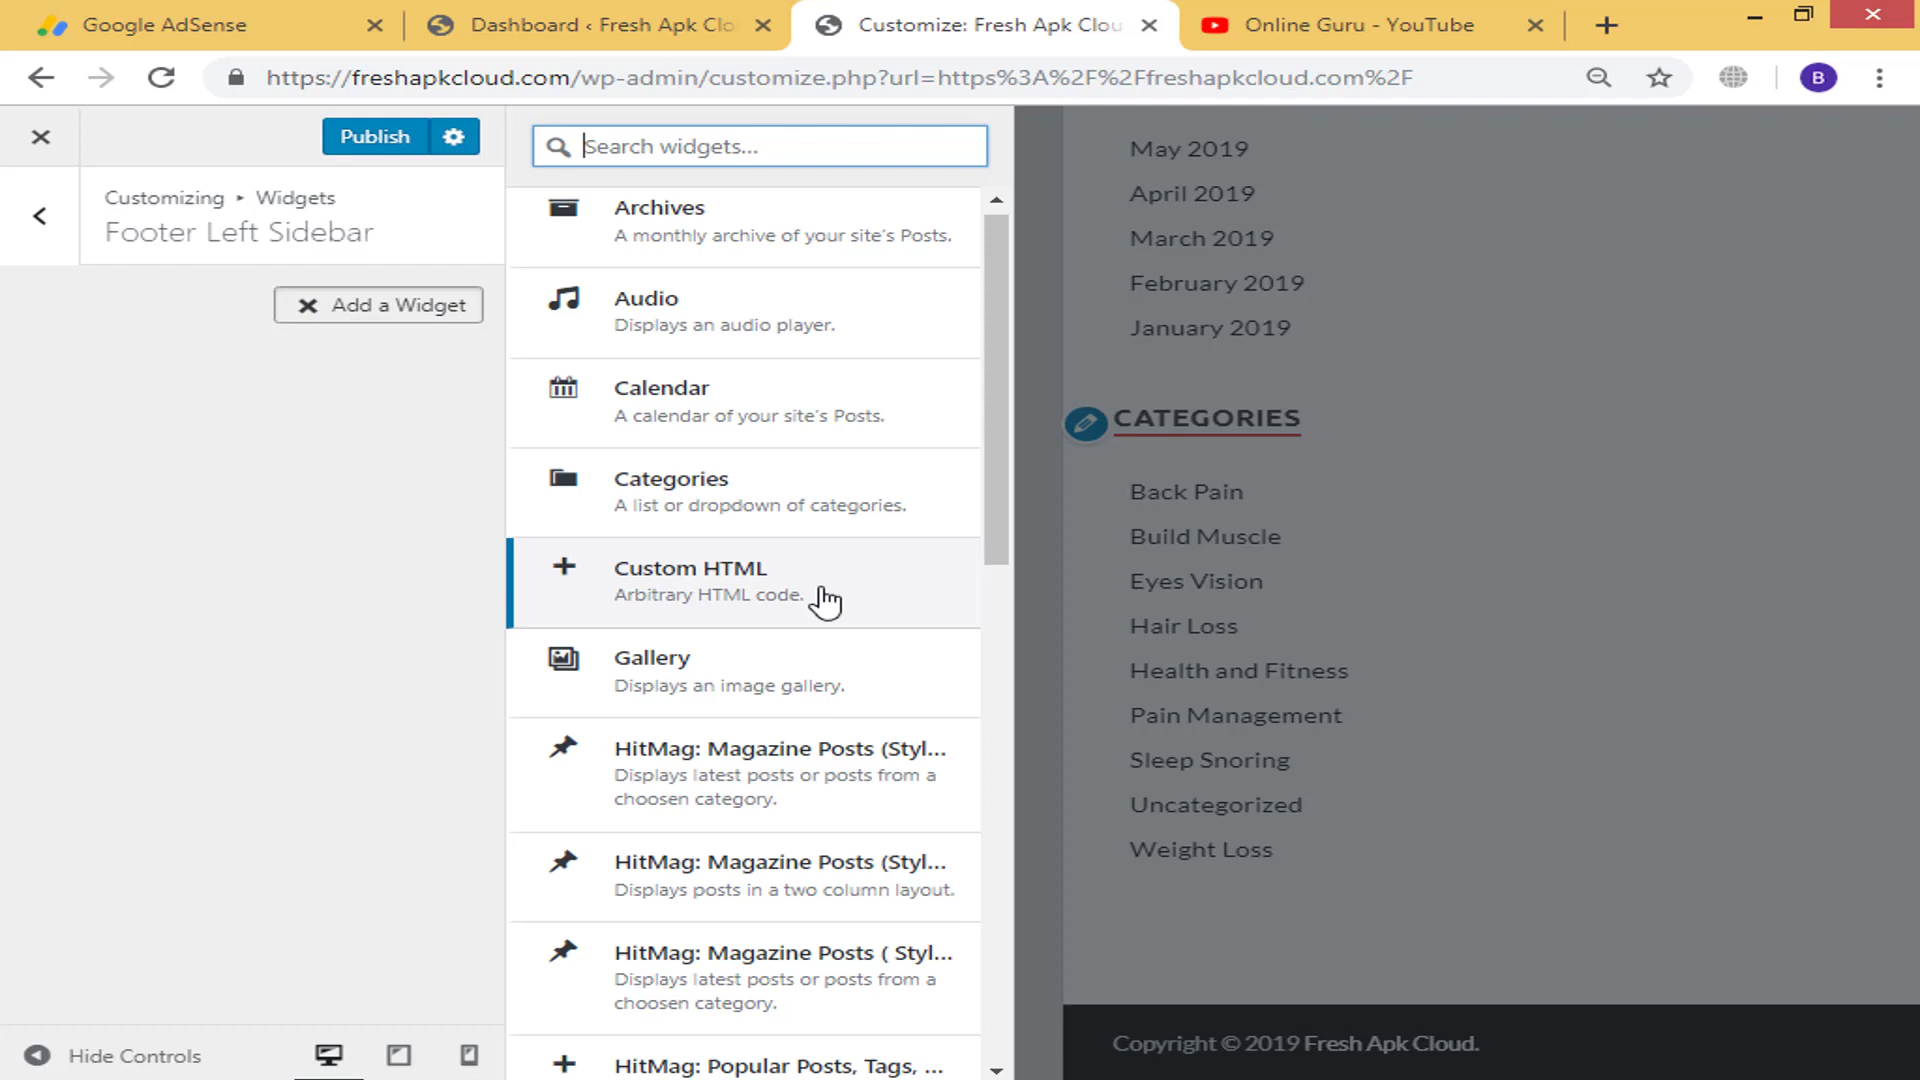 Google AdSense
Dashboard ‹ Fresh Apk Clo
Customize: Fresh Apk Clou
Online Guru - YouTube
https://freshapkcloud.com/wp-admin/customize.php?url=https%3A%2F%2Ffreshapkcloud.com%2F
B
Publish
Customizing ▸ Widgets
Footer Left Sidebar
Add a Widget
Search widgets...
Archives
A monthly archive of your site's Posts.
Audio
Displays an audio player.
Calendar
A calendar of your site's Posts.
Categories
A list or dropdown of categories.
Custom HTML
Arbitrary HTML code.
Gallery
Displays an image gallery.
HitMag: Magazine Posts (Styl...
Displays latest posts or posts from a
choosen category.
HitMag: Magazine Posts (Styl...
Displays posts in a two column layout.
HitMag: Magazine Posts ( Styl...
Displays latest posts or posts from a
choosen category.
HitMag: Popular Posts, Tags, ...
May 2019
April 2019
March 2019
February 2019
January 2019
CATEGORIES
Back Pain
Build Muscle
Eyes Vision
Hair Loss
Health and Fitness
Pain Management
Sleep Snoring
Uncategorized
Weight Loss
Copyright © 2019 Fresh Apk Cloud.
Hide Controls